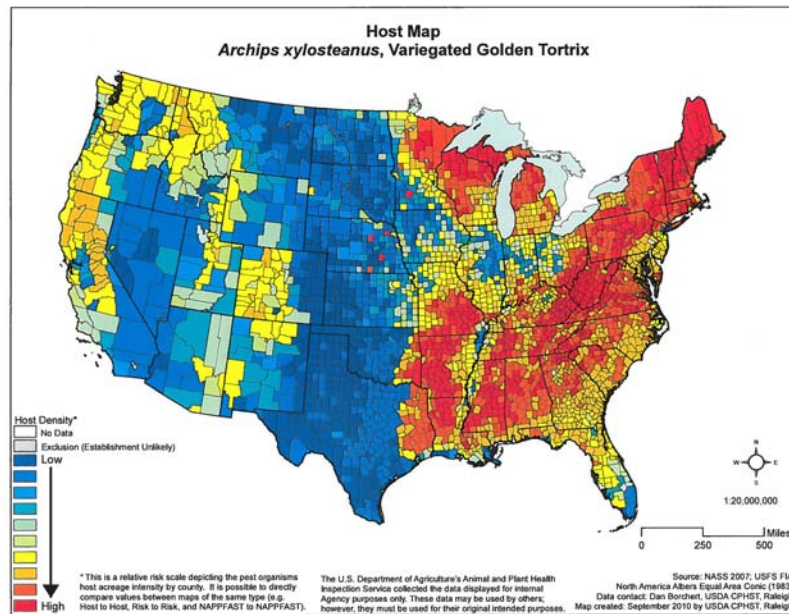 Host Map
Archips xylosteanus, Variegated Golden Tortrix
Host Density*
No Data
Exclusion (Establishment Unlikely)
Low
High
* This is a relative risk scale depicting the pest organisms
host acreage intensity by county. It is possible to directly
compare values between maps of the same type (e.g.
Host to Host, Risk to Risk, and NAPPFAST to NAPPFAST).
The U.S. Department of Agriculture's Animal and Plant Health
Inspection Service collected the data displayed for internal
Agency purposes only. These data may be used by others;
however, they must be used for their original intended purposes.
N
W E
S
1:20,000,000
Miles
0 250 500
Source: NASS 2007; USFS FI
North America Albers Equal Area Conic (1983
Data contact: Dan Borchert, USDA CPHST, Raleigh
Map created: September 2010 by USDA CPHST, Raleigh